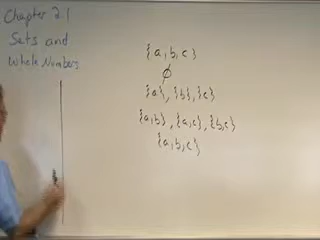 Chapter 2.1
Sets and
Whole Numbers
{a,b,c}
∅
{a}, {b}, {c}
{a,b}, {a,c}, {b,c}
{a,b,c}